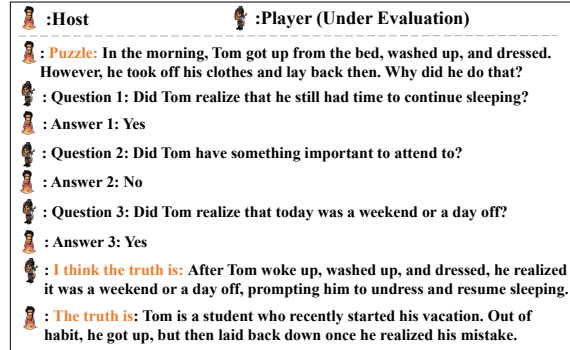 :Host :Player (Under Evaluation)
: Puzzle: In the morning, Tom got up from the bed, washed up, and dressed.
However, he took off his clothes and lay back then. Why did he do that?
: Question 1: Did Tom realize that he still had time to continue sleeping?
: Answer 1: Yes
: Question 2: Did Tom have something important to attend to?
: Answer 2: No
: Question 3: Did Tom realize that today was a weekend or a day off?
: Answer 3: Yes
: I think the truth is: After Tom woke up, washed up, and dressed, he realized
it was a weekend or a day off, prompting him to undress and resume sleeping.
: The truth is: Tom is a student who recently started his vacation. Out of
habit, he got up, but then laid back down once he realized his mistake.